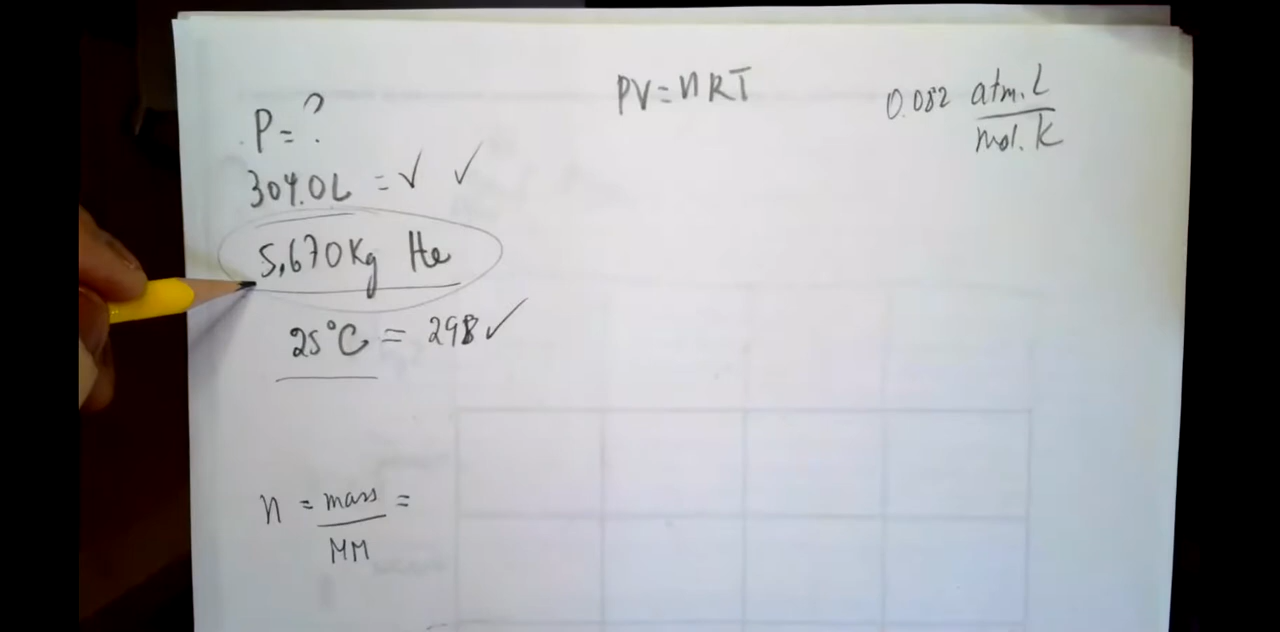 PV=nRT
0.082 atm.L
mol.K
P=?
304.0L = ✓ ✓
5,670Kg He
25°C = 298 ✓
n = mass =
MM